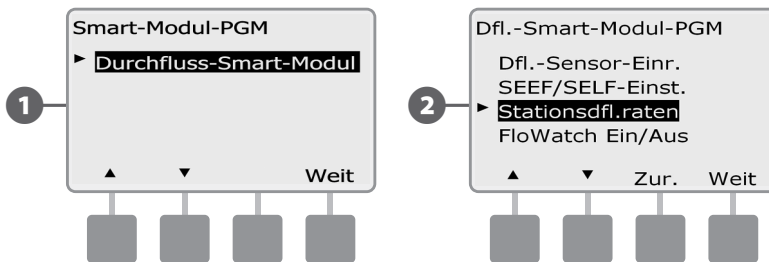 1
Smart-Modul-PGM
► Durchfluss-Smart-Modul
▲ ▼ Weit
2
Dfl.-Smart-Modul-PGM
Dfl.-Sensor-Einr.
SEEF/SELF-Einst.
► Stationsdfl.raten
FloWatch Ein/Aus
▲ ▼ Zur. Weit